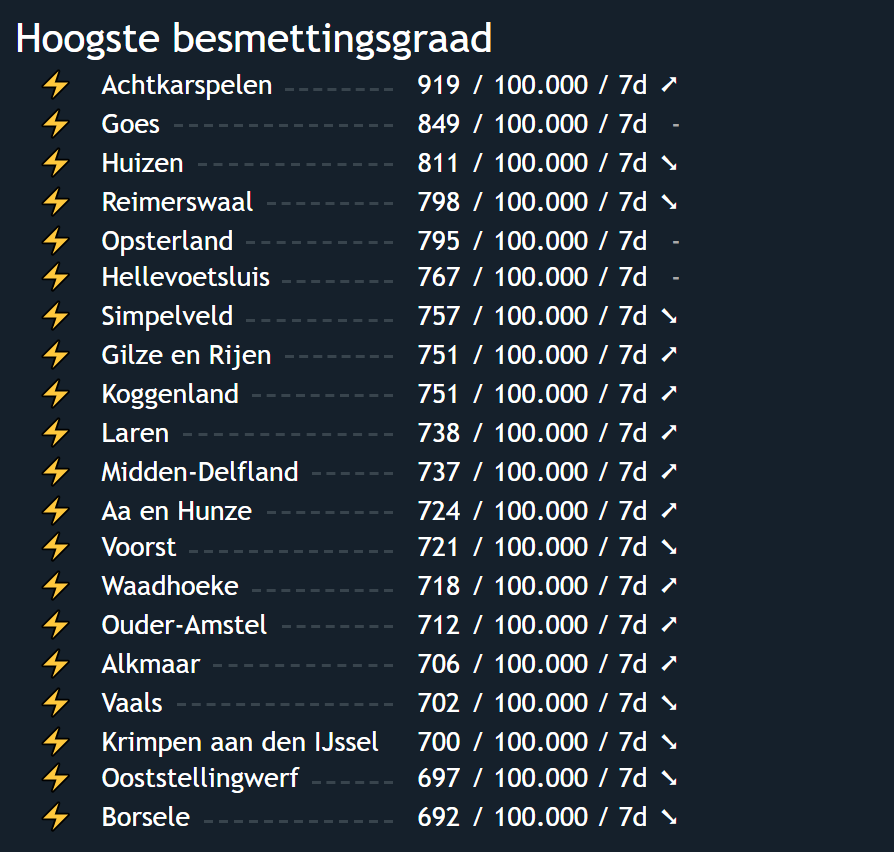 Hoogste besmettingsgraad
⚡ Achtkarspelen -------- 919 / 100.000 / 7d ➚
⚡ Goes ---------------- 849 / 100.000 / 7d -
⚡ Huizen -------------- 811 / 100.000 / 7d ➘
⚡ Reimerswaal --------- 798 / 100.000 / 7d ➘
⚡ Opsterland ----------- 795 / 100.000 / 7d -
⚡ Hellevoetsluis -------- 767 / 100.000 / 7d -
⚡ Simpelveld ----------- 757 / 100.000 / 7d ➘
⚡ Gilze en Rijen -------- 751 / 100.000 / 7d ➚
⚡ Koggenland ---------- 751 / 100.000 / 7d ➚
⚡ Laren --------------- 738 / 100.000 / 7d ➚
⚡ Midden-Delfland ------ 737 / 100.000 / 7d ➚
⚡ Aa en Hunze --------- 724 / 100.000 / 7d ➚
⚡ Voorst --------------- 721 / 100.000 / 7d ➘
⚡ Waadhoeke ---------- 718 / 100.000 / 7d ➚
⚡ Ouder-Amstel -------- 712 / 100.000 / 7d ➚
⚡ Alkmaar ------------- 706 / 100.000 / 7d ➚
⚡ Vaals ---------------- 702 / 100.000 / 7d ➘
⚡ Krimpen aan den IJssel 700 / 100.000 / 7d ➘
⚡ Ooststellingwerf ------ 697 / 100.000 / 7d ➘
⚡ Borsele -------------- 692 / 100.000 / 7d ➘